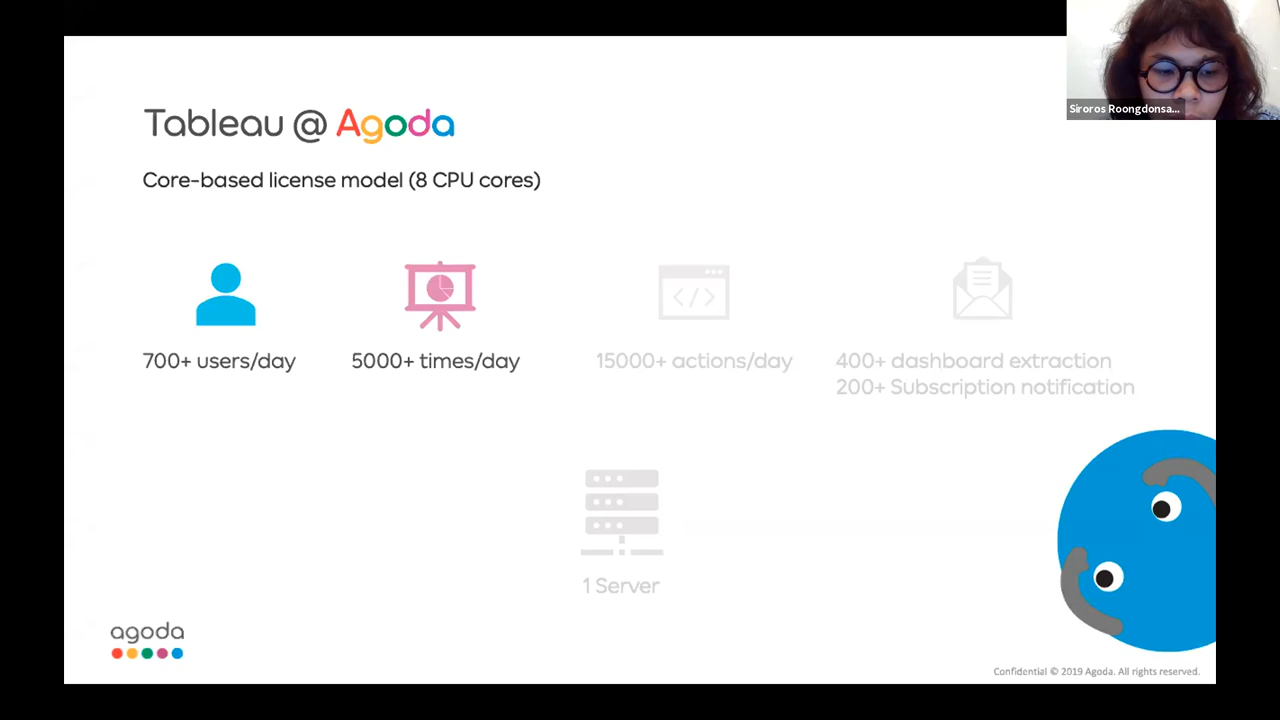 Siroros Roongdonsa...
Tableau @ Agoda
Core-based license model (8 CPU cores)
700+ users/day
5000+ times/day
15000+ actions/day
400+ dashboard extraction
200+ Subscription notification
1 Server
agoda
Confidential © 2019 Agoda. All rights reserved.